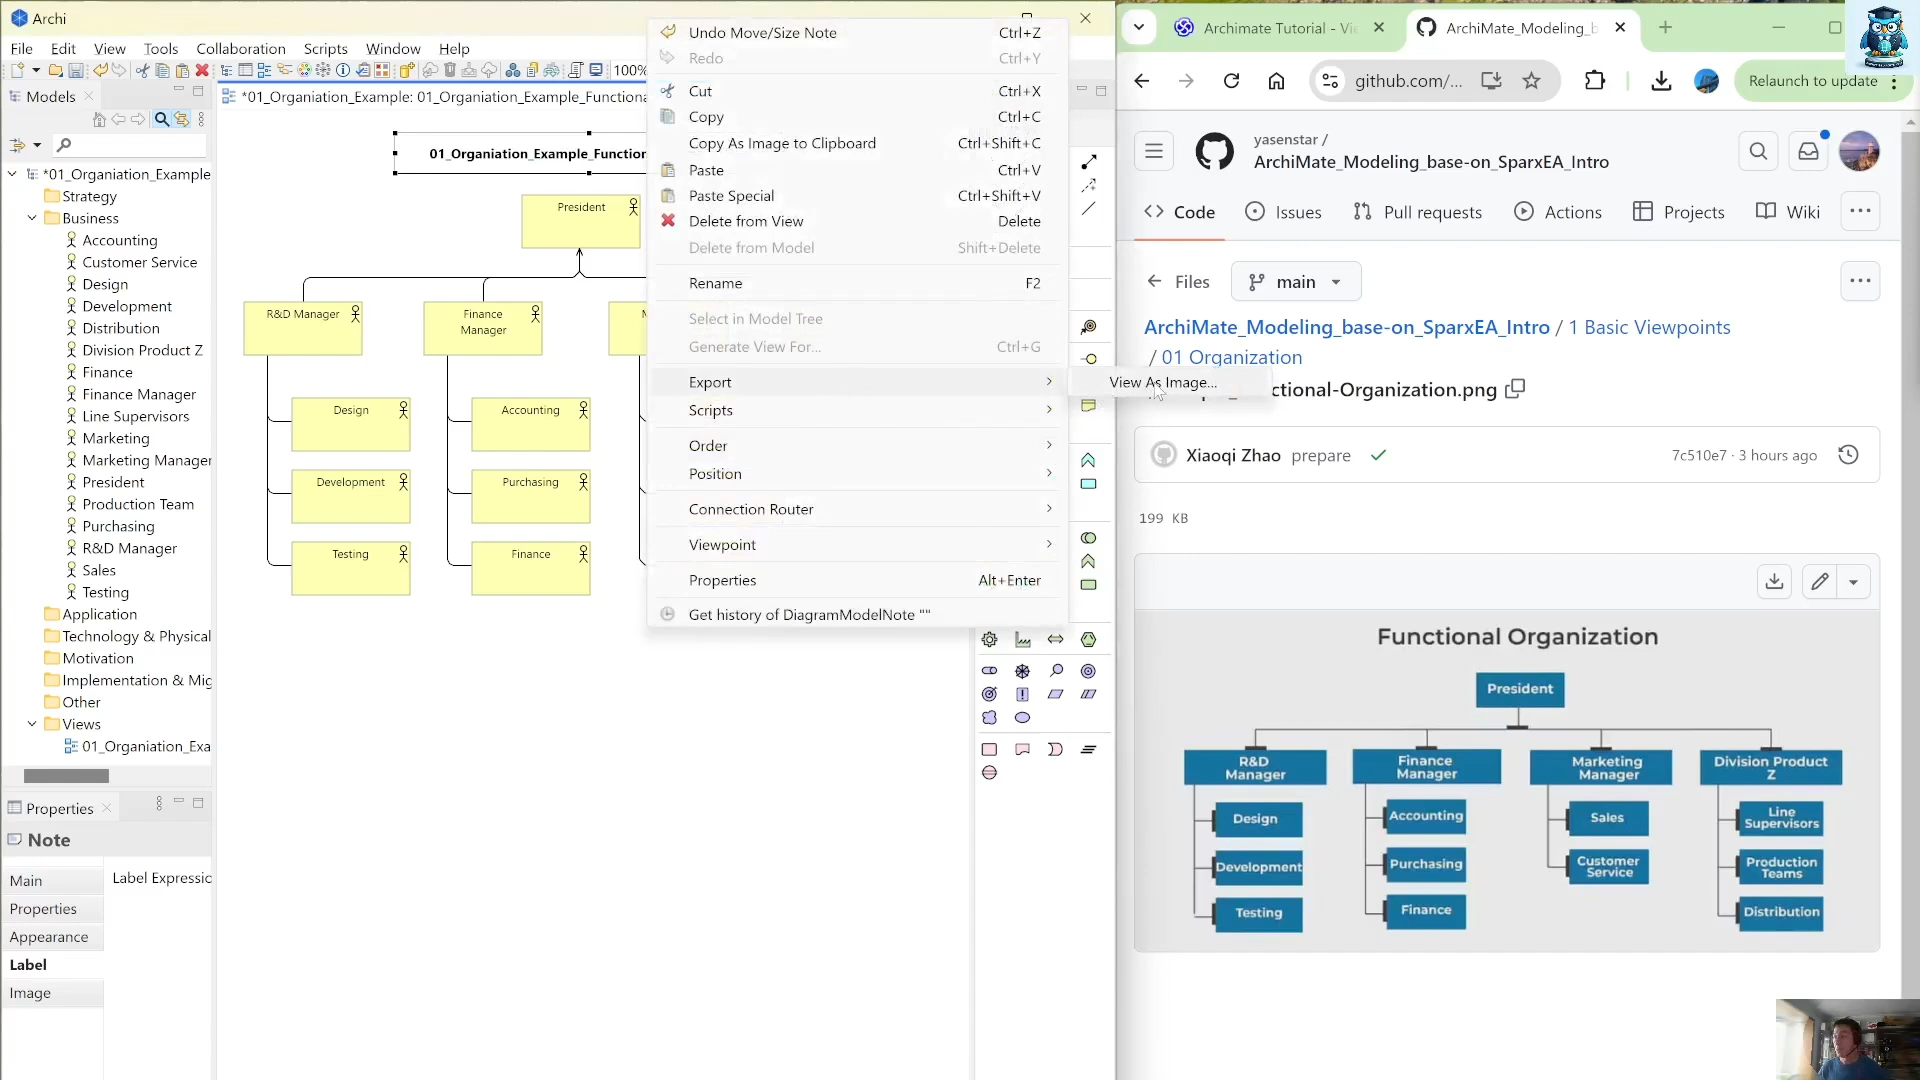 Archi
File Edit View Tools Collaboration Scripts Window Help
100%
Models
*01_Organiation_Example: 01_Organiation_Example_Functiona
*01_Organiation_Example
Strategy
Business
Accounting
Customer Service
Design
Development
Distribution
Division Product Z
Finance
Finance Manager
Line Supervisors
Marketing
Marketing Manager
President
Production Team
Purchasing
R&D Manager
Sales
Testing
Application
Technology & Physical
Motivation
Implementation & Mig
Other
Views
01_Organiation_Exa
Properties
Note
Main
Properties
Appearance
Label
Image
Label Expressio
01_Organiation_Example_Function
President
R&D Manager
Finance
Manager
Design
Accounting
Development
Purchasing
Testing
Finance
Undo Move/Size Note Ctrl+Z
Redo Ctrl+Y
Cut Ctrl+X
Copy Ctrl+C
Copy As Image to Clipboard Ctrl+Shift+C
Paste Ctrl+V
Paste Special Ctrl+Shift+V
Delete from View Delete
Delete from Model Shift+Delete
Rename F2
Select in Model Tree
Generate View For... Ctrl+G
Export
Scripts
Order
Position
Connection Router
Viewpoint
Properties Alt+Enter
Get history of DiagramModelNote ""
View As Image...
Archimate Tutorial - Vi
ArchiMate_Modeling_b
github.com/...
Relaunch to update
yasenstar /
ArchiMate_Modeling_base-on_SparxEA_Intro
Code Issues Pull requests Actions Projects Wiki
Files main
ArchiMate_Modeling_base-on_SparxEA_Intro / 1 Basic Viewpoints
/ 01 Organization
ctional-Organization.png
Xiaoqi Zhao prepare 7c510e7 · 3 hours ago
199 KB
Functional Organization
President
R&D
Manager
Finance
Manager
Marketing
Manager
Division Product
Z
Design
Accounting
Sales
Line
Supervisors
Development
Purchasing
Customer
Service
Production
Teams
Testing
Finance
Distribution